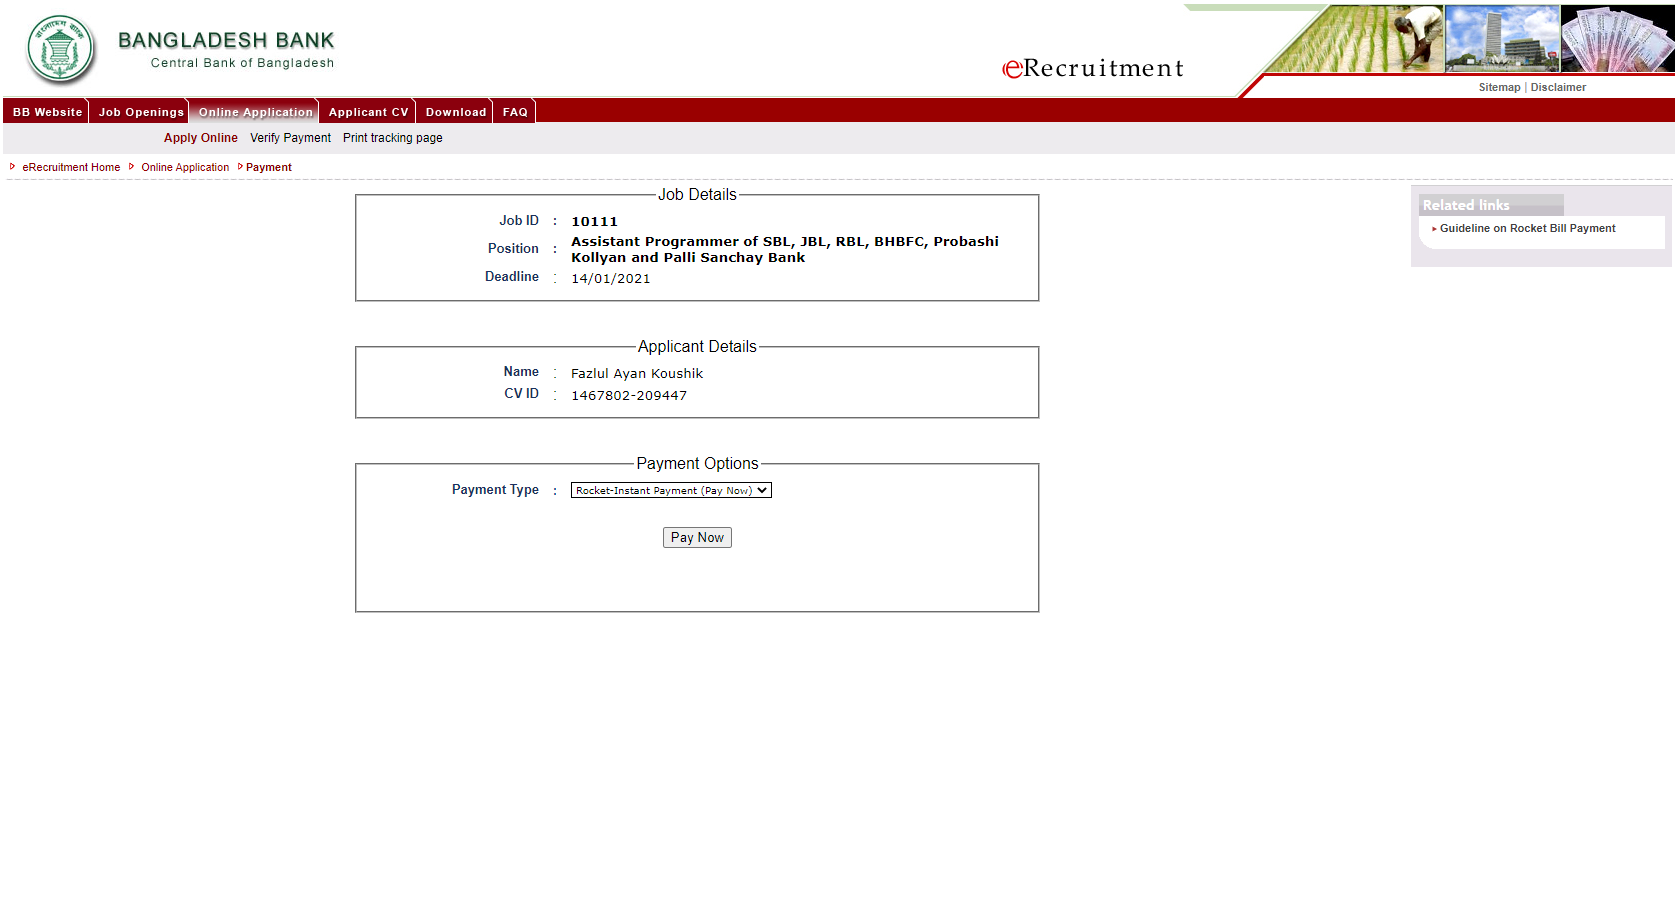 BANGLADESH BANK
Central Bank of Bangladesh
eRecruitment
Sitemap | Disclaimer
BB Website Job Openings Online Application Applicant CV Download FAQ
Apply Online Verify Payment Print tracking page
eRecruitment Home Online Application Payment
Job Details
Job ID : 10111
Position : Assistant Programmer of SBL, JBL, RBL, BHBFC, Probashi
Kollyan and Palli Sanchay Bank
Deadline : 14/01/2021
Applicant Details
Name : Fazlul Ayan Koushik
CV ID : 1467802-209447
Payment Options
Payment Type : Rocket-Instant Payment (Pay Now)
Pay Now
Related links
Guideline on Rocket Bill Payment